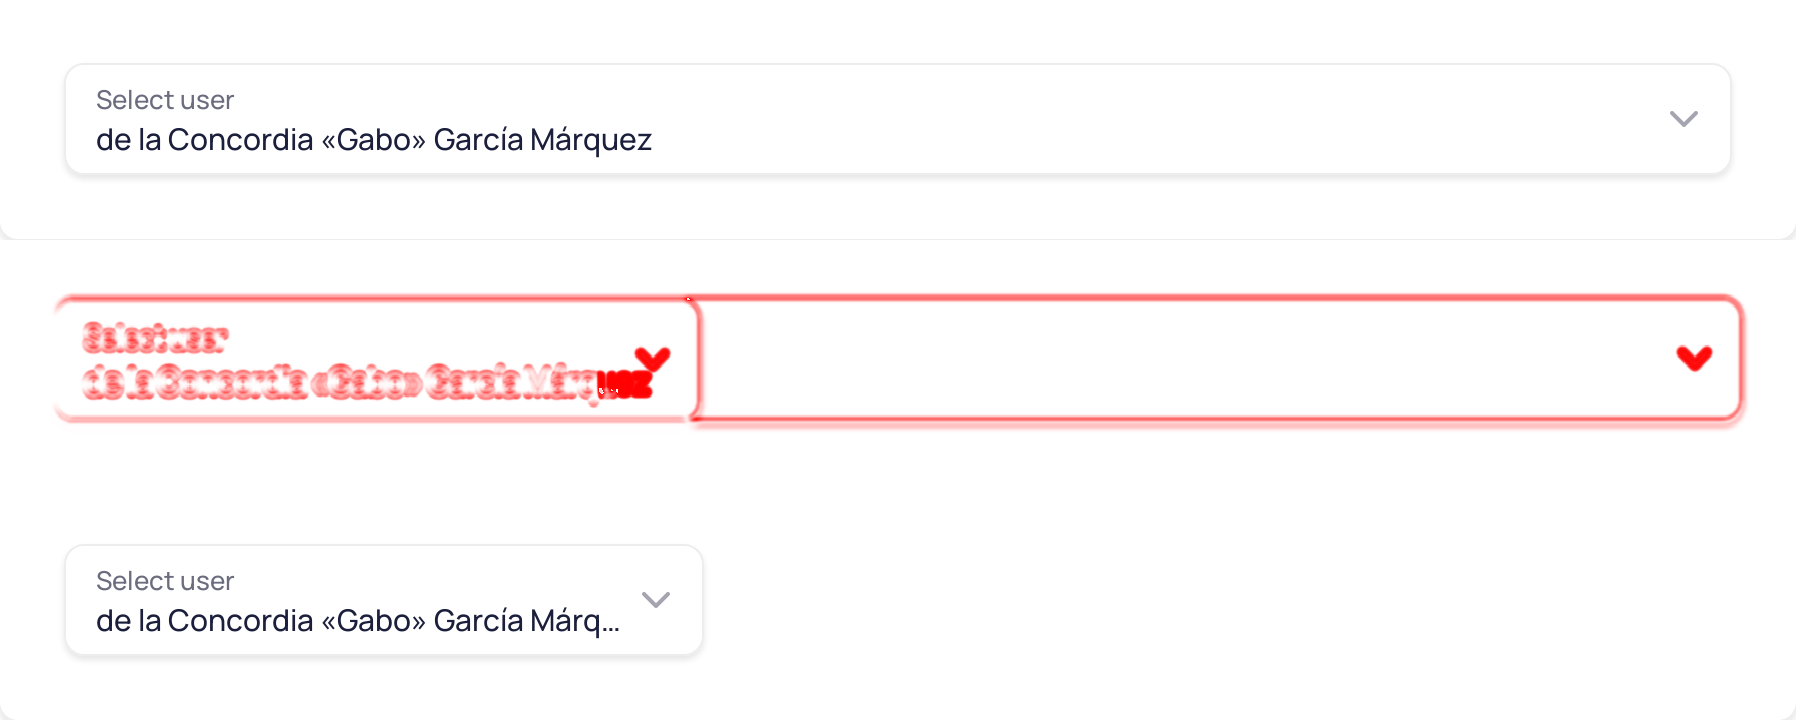 Select user
de la Concordia «Gabo» García Márquez
Select user
de la Concordia «Gabo» García Márquez
Select user
de la Concordia «Gabo» García Márq...